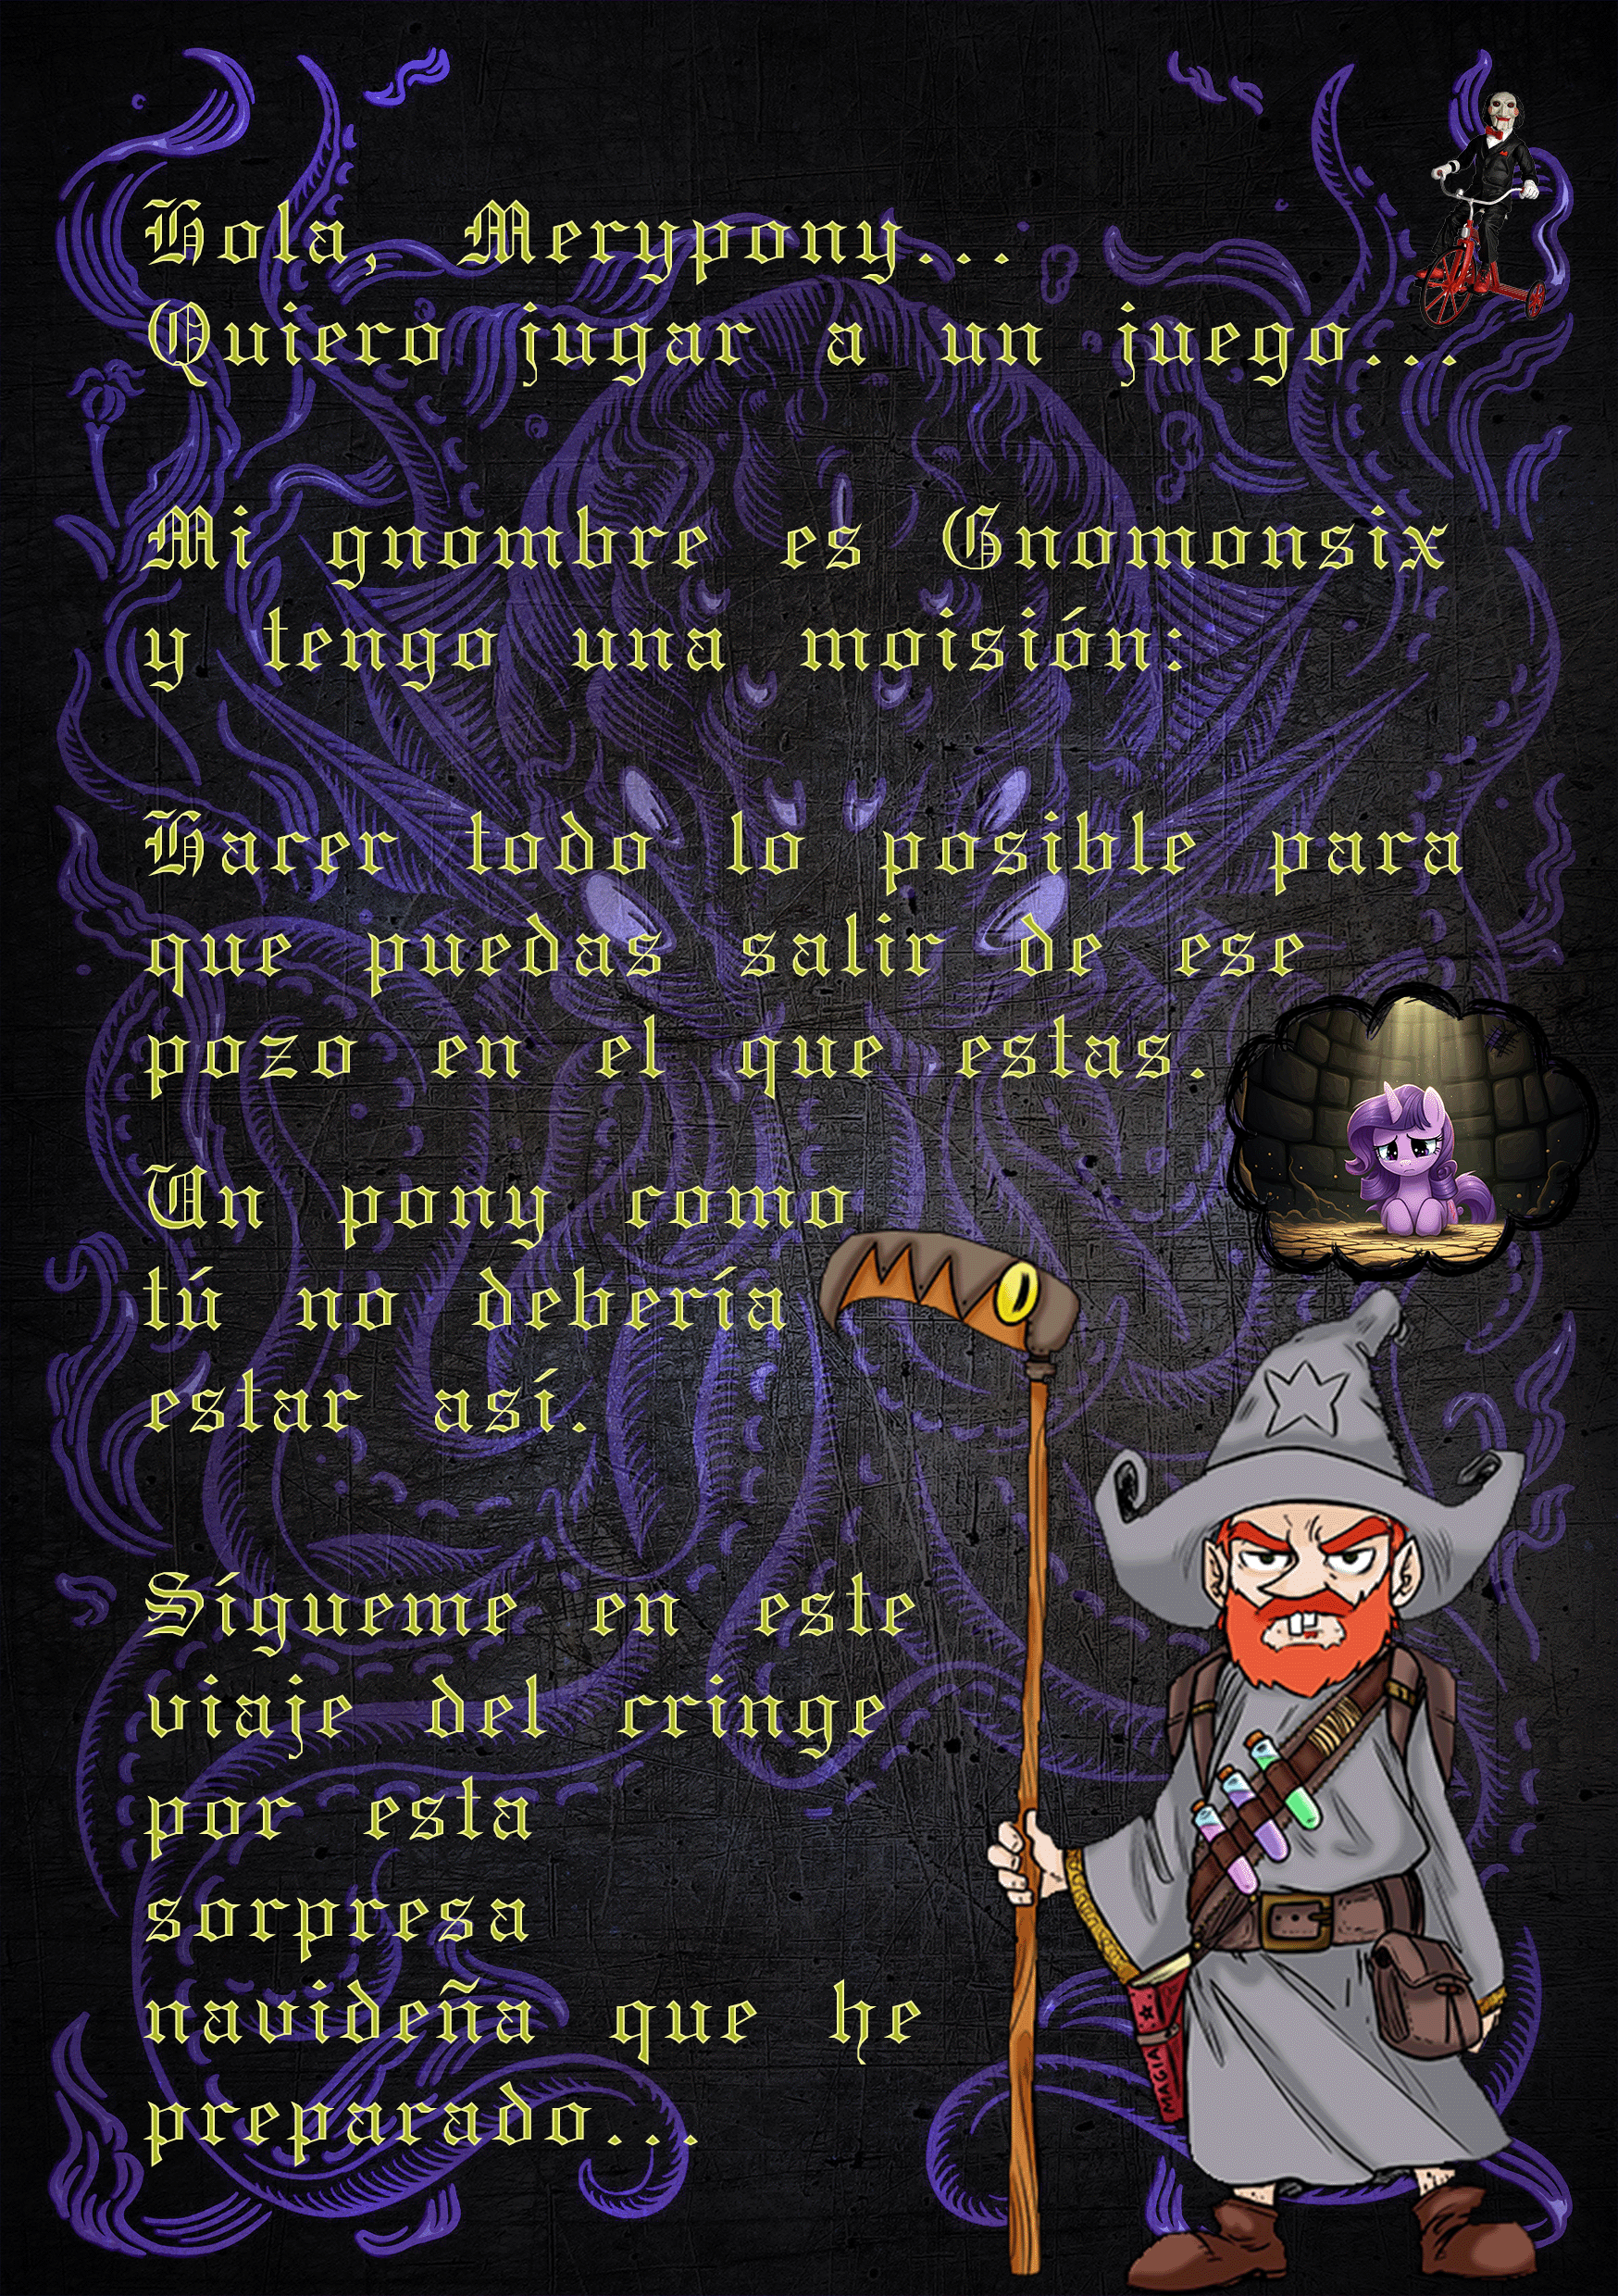 Hola, Merypony...
Quiero jugar a un juego...
Mi gnombre es Gnomonsix
y tengo una moisión:
Hacer todo lo posible para
que puedas salir de ese
pozo en el que estas.
Un pony como
tú no debería
estar así.
Sígueme en este
viaje del cringe
por esta
sorpresa
navideña que he
preparado...
MAGIA